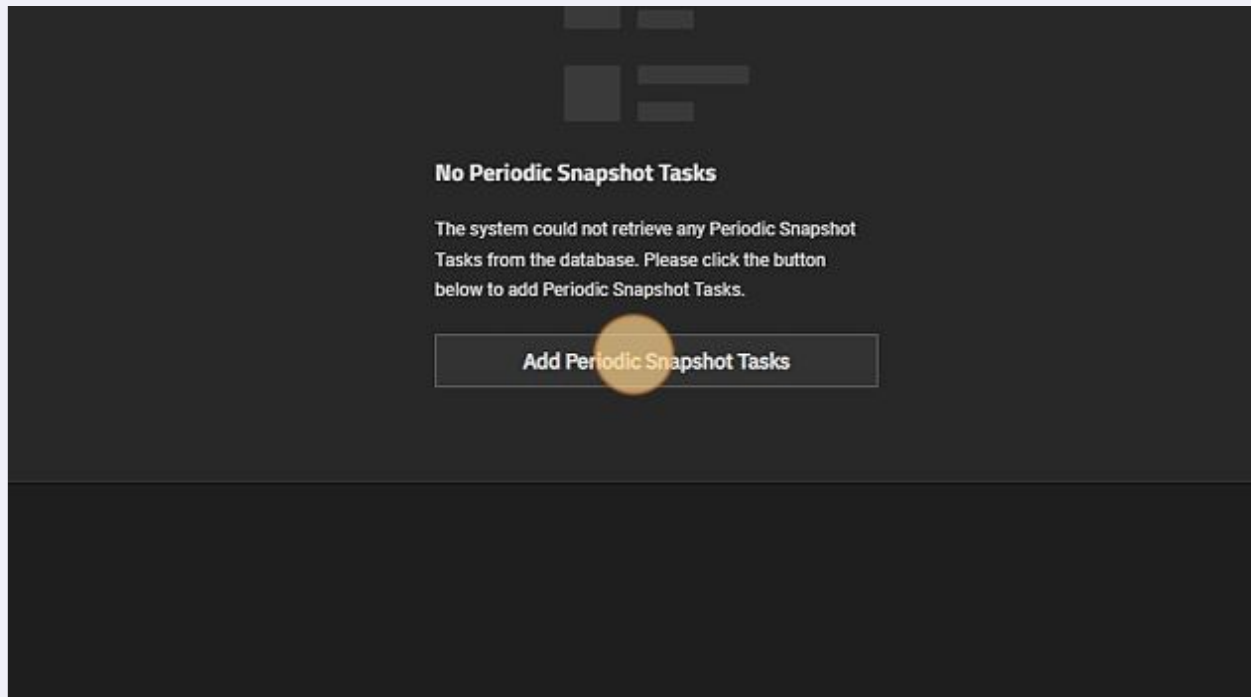 No Periodic Snapshot Tasks
The system could not retrieve any Periodic Snapshot
Tasks from the database. Please click the button
below to add Periodic Snapshot Tasks.
Add Periodic Snapshot Tasks